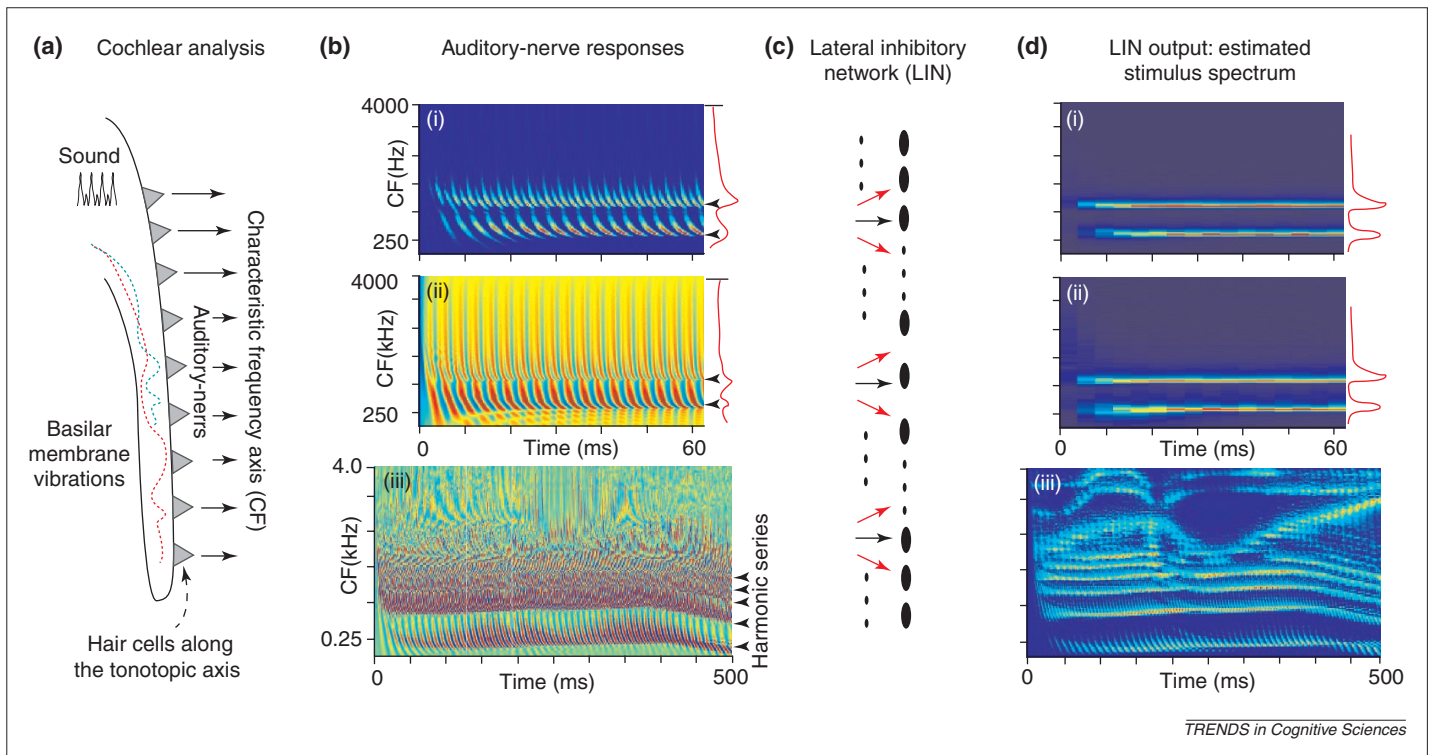 (a) Cochlear analysis
Sound
Basilar
membrane
vibrations
Auditory-nerrs
Characteristic frequency axis (CF)
Hair cells along
the tonotopic axis
(b) Auditory-nerve responses
(i)
4000
CF(Hz)
250
(ii)
4000
CF(kHz)
250
0
Time (ms)
60
(iii)
4.0
CF(kHz)
0.25
0
Time (ms)
500
Harmonic series
(c) Lateral inhibitory
network (LIN)
(d) LIN output: estimated
stimulus spectrum
(i)
(ii)
0
Time (ms)
60
(iii)
0
Time (ms)
500
TRENDS in Cognitive Sciences